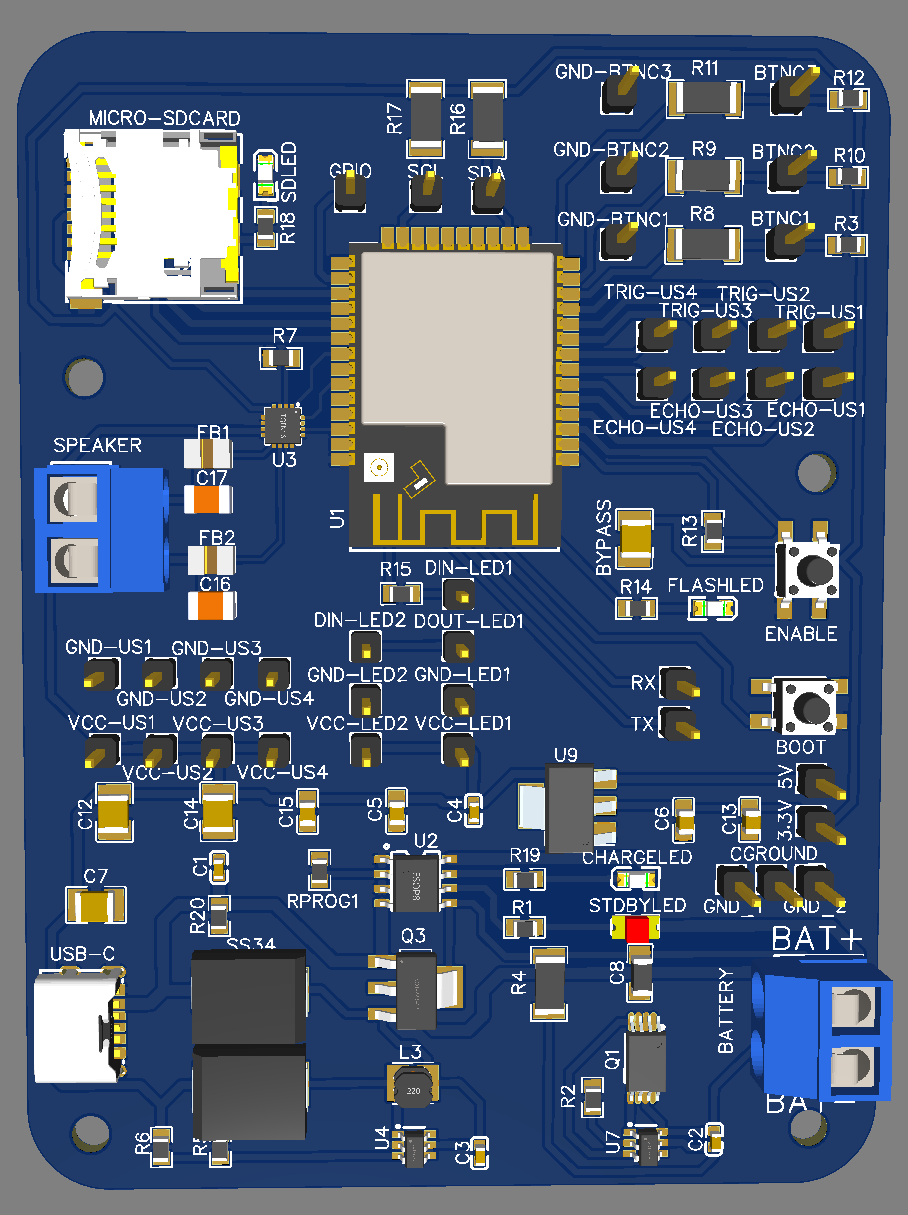 GND-BTNC3
R11
R12
R17
R16
MICRO-SDCARD
GND-BTNC2
R9
R10
SDLED
GPIO
SCL
SDA
GND-BTNC1
R8
BTNC1
R3
R18
TRIG-US4
TRIG-US2
TRIG-US3
TRIG-US1
R7
ECHO-US3
ECHO-US1
ECHO-US4
ECHO-US2
SPEAKER
FB1
U3
C17
U1
BYPASS
R13
FB2
C16
R15
DIN-LED1
R14
FLASHLED
DIN-LED2
DOUT-LED1
ENABLE
GND-US1
GND-US3
GND-US2
GND-US4
GND-LED2
GND-LED1
RX
VCC-US1
VCC-US3
VCC-LED2
VCC-LED1
TX
BOOT
VCC-US2
VCC-US4
U9
5V
C12
C14
C15
C5
C4
C6
C13
3.3V
U2
R19
CHARGELED
CGROUND
C1
C7
RPROG1
R20
R1
STDBYLED
GND_1
GND_2
USB-C
SS34
Q3
R4
C8
BAT+
BATTERY
L3
220
Q1
R2
BAT-
R6
U4
C3
U7
C2